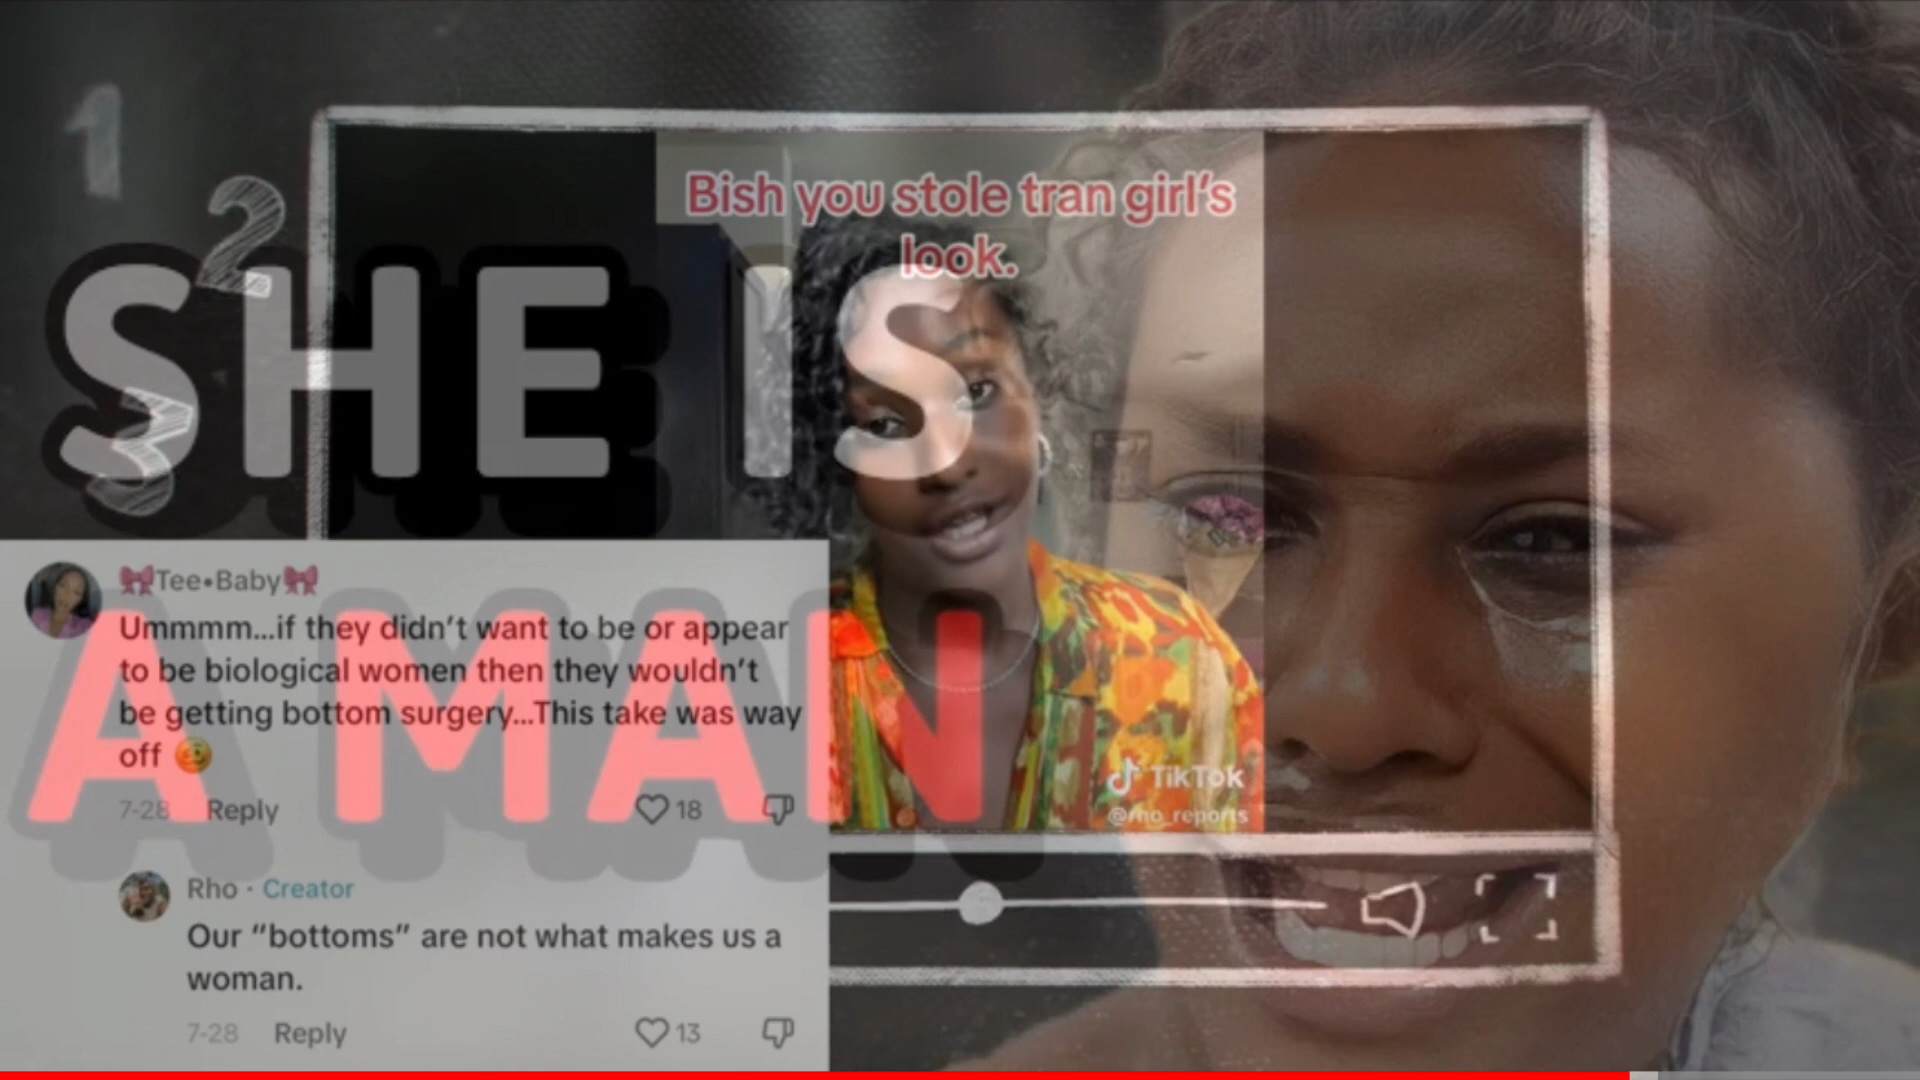 1
2
3
Bish you stole tran girl's
look.
SHE IS
A MAN
Tee•Baby
Ummmm...if they didn't want to be or appear
to be biological women then they wouldn't
be getting bottom surgery...This take was way
off
7-28 Reply 18
Rho · Creator
Our "bottoms" are not what makes us a
woman.
7-28 Reply 13
TikTok
@rho_reports